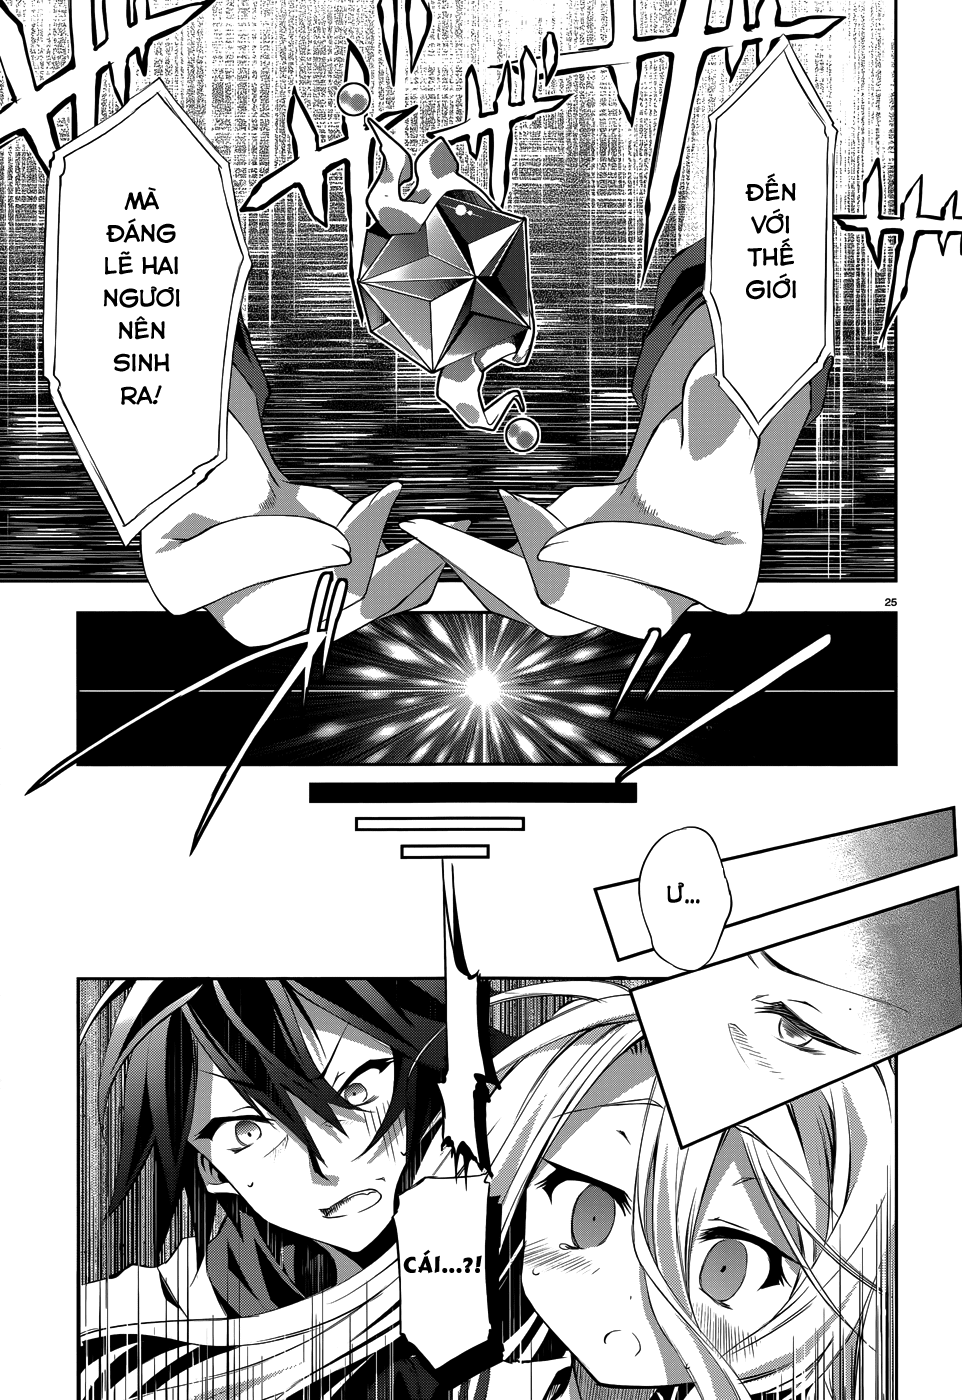 ĐẾN
VỚI
THẾ
GIỚI
MÀ
ĐÁNG
LẼ HAI
NGƯƠI
NÊN
SINH
RA!
25
Ư...
CÁI...?!